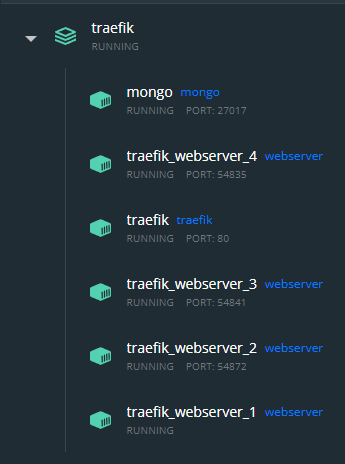 traefik
RUNNING
mongo mongo
RUNNING PORT: 27017
traefik_webserver_4 webserver
RUNNING PORT: 54835
traefik traefik
RUNNING PORT: 80
traefik_webserver_3 webserver
RUNNING PORT: 54841
traefik_webserver_2 webserver
RUNNING PORT: 54872
traefik_webserver_1 webserver
RUNNING